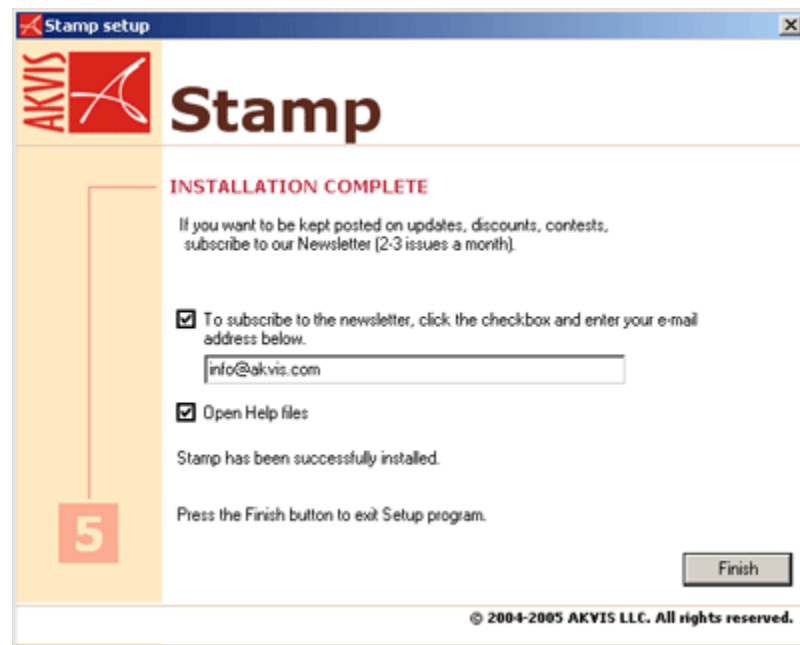 Stamp setup
AKVIS
Stamp
INSTALLATION COMPLETE
If you want to be kept posted on updates, discounts, contests,
subscribe to our Newsletter (2-3 issues a month).
To subscribe to the newsletter, click the checkbox and enter your e-mail
address below.
info@akvis.com
Open Help files
Stamp has been successfully installed.
Press the Finish button to exit Setup program.
5
Finish
© 2004-2005 AKVIS LLC. All rights reserved.